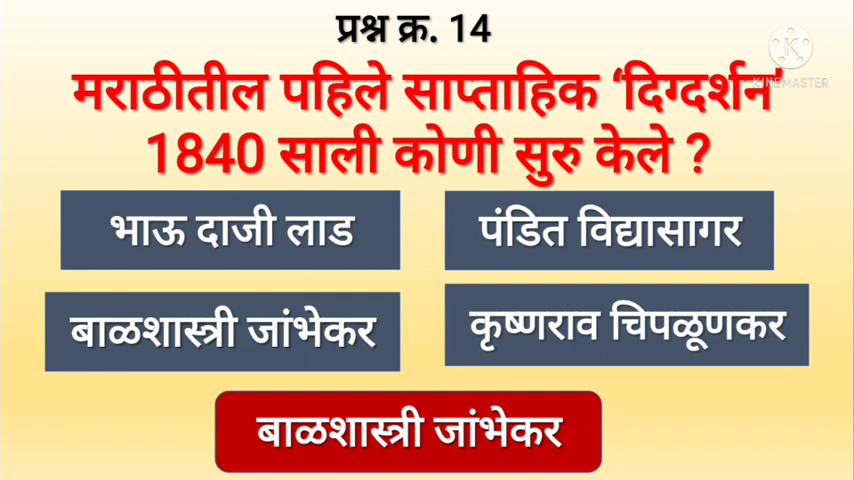 प्रश्न क्र. 14
KINEMASTER
मराठीतील पहिले साप्ताहिक ‘दिग्दर्शन’
1840 साली कोणी सुरु केले ?
भाऊ दाजी लाड
पंडित विद्यासागर
बाळशास्त्री जांभेकर
कृष्णराव चिपळूणकर
बाळशास्त्री जांभेकर